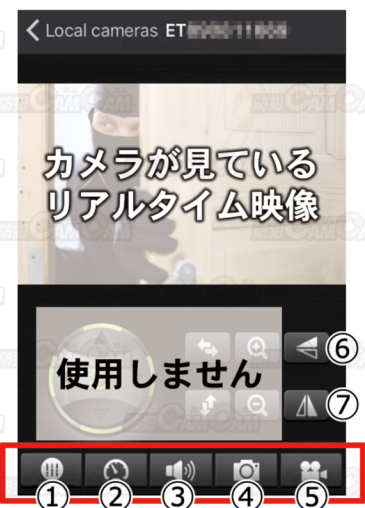 Local cameras ET
カメラが見ている
リアルタイム映像
使用しません
⑥
⑦
① ② ③ ④ ⑤